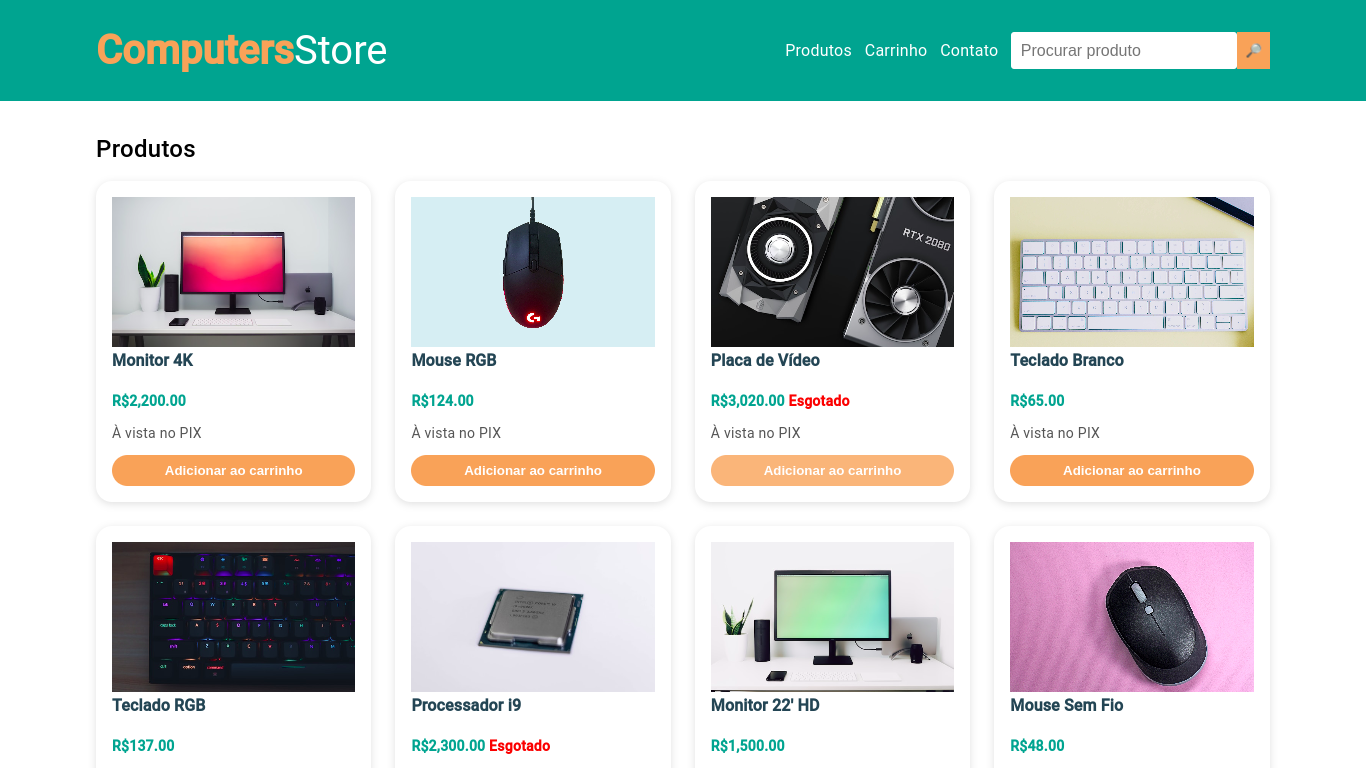 ComputersStore
Produtos Carrinho Contato Procurar produto
Produtos
RTX 2080
Monitor 4K
R$2,200.00
À vista no PIX
Adicionar ao carrinho
Mouse RGB
R$124.00
À vista no PIX
Adicionar ao carrinho
Placa de Vídeo
R$3,020.00 Esgotado
À vista no PIX
Adicionar ao carrinho
Teclado Branco
R$65.00
À vista no PIX
Adicionar ao carrinho
Teclado RGB
R$137.00
Processador i9
R$2,300.00 Esgotado
Monitor 22' HD
R$1,500.00
Mouse Sem Fio
R$48.00